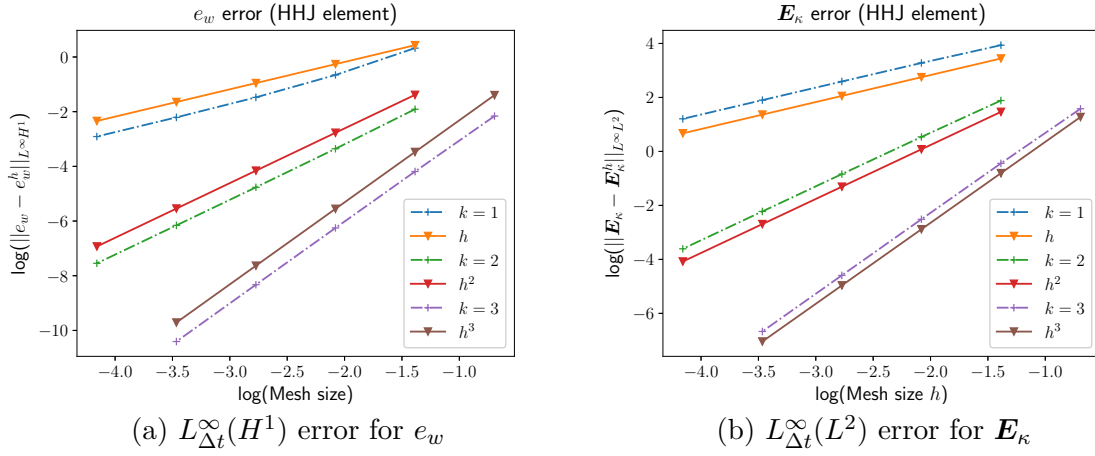 e_w error (HHJ element)
log(||e_w − e_w^h||_{L^∞ H^1})
0
−2
−4
−6
−8
−10
k = 1
h
k = 2
h^2
k = 3
h^3
−4.0 −3.5 −3.0 −2.5 −2.0 −1.5 −1.0
log(Mesh size)
(a) L^∞_{Δt}(H^1) error for e_w
E_κ error (HHJ element)
log(||E_κ − E_κ^h||_{L^∞ L^2})
4
2
0
−2
−4
−6
k = 1
h
k = 2
h^2
k = 3
h^3
−4.0 −3.5 −3.0 −2.5 −2.0 −1.5 −1.0
log(Mesh size h)
(b) L^∞_{Δt}(L^2) error for E_κ